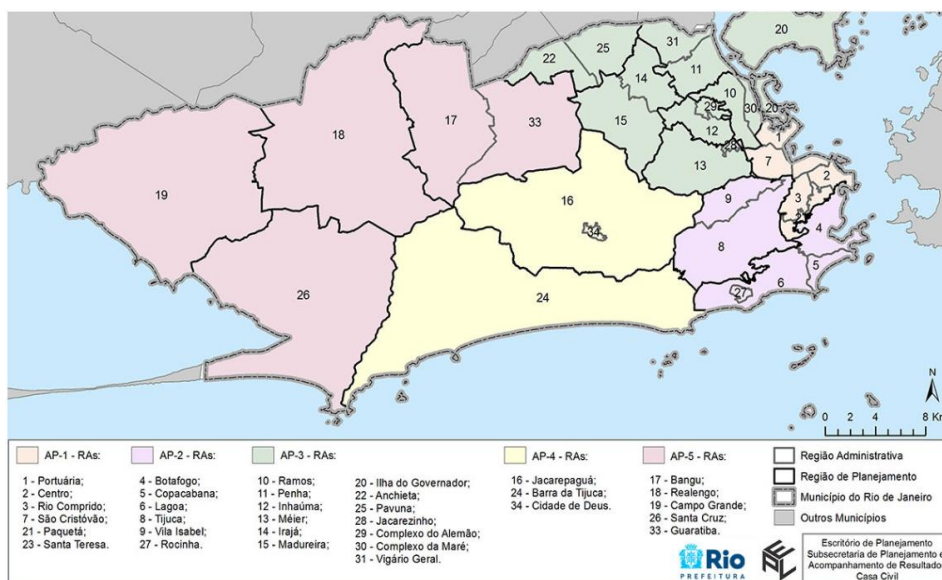 20
31
25
22
11
14
10
29
30
20
1
15
12
28
33
17
18
13
7
2
19
3
16
9
4
34
8
5
26
6
27
24
N
0 2 4 8 Km
AP-1 - RAs:
1 - Portuária;
2 - Centro;
3 - Rio Comprido;
7 - São Cristóvão;
21 - Paquetá;
23 - Santa Teresa.
AP-2 - RAs:
4 - Botafogo;
5 - Copacabana;
6 - Lagoa;
8 - Tijuca;
9 - Vila Isabel;
27 - Rocinha.
AP-3 - RAs:
10 - Ramos;
11 - Penha;
12 - Inhaúma;
13 - Méier;
14 - Irajá;
15 - Madureira;
20 - Ilha do Governador;
22 - Anchieta;
25 - Pavuna;
28 - Jacarezinho;
29 - Complexo do Alemão;
30 - Complexo da Maré;
31 - Vigário Geral.
AP-4 - RAs:
16 - Jacarepaguá;
24 - Barra da Tijuca;
34 - Cidade de Deus.
AP-5 - RAs:
17 - Bangu;
18 - Realengo;
19 - Campo Grande;
26 - Santa Cruz;
33 - Guaratiba.
Região Administrativa
Região de Planejamento
Município do Rio de Janeiro
Outros Municípios
Rio
PREFEITURA
EPL
Escritório de Planejamento
Subsecretaria de Planejamento e
Acompanhamento de Resultado
Casa Civil